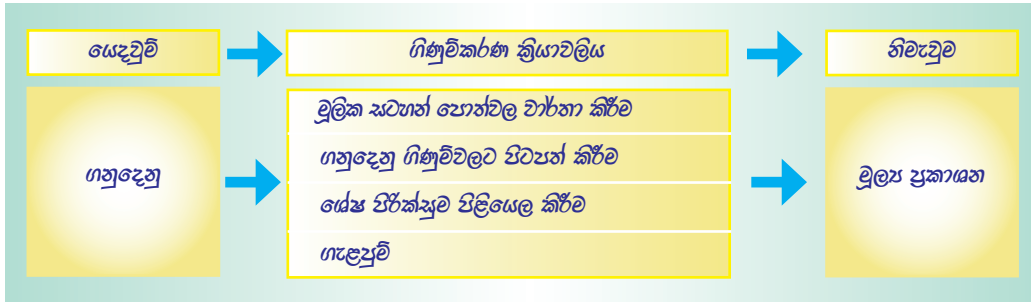 යෙදවුම්
ගිණුම්කරණ ක්‍රියාවලිය
නිමැවුම
ගනුදෙනු
මූලික සටහන් පොත්වල වාර්තා කිරීම
ගනුදෙනු ගිණුම්වලට පිටපත් කිරීම
ශේෂ පිරික්සුම පිළියෙල කිරීම
ගැළපුම්
මූල්‍ය ප්‍රකාශන